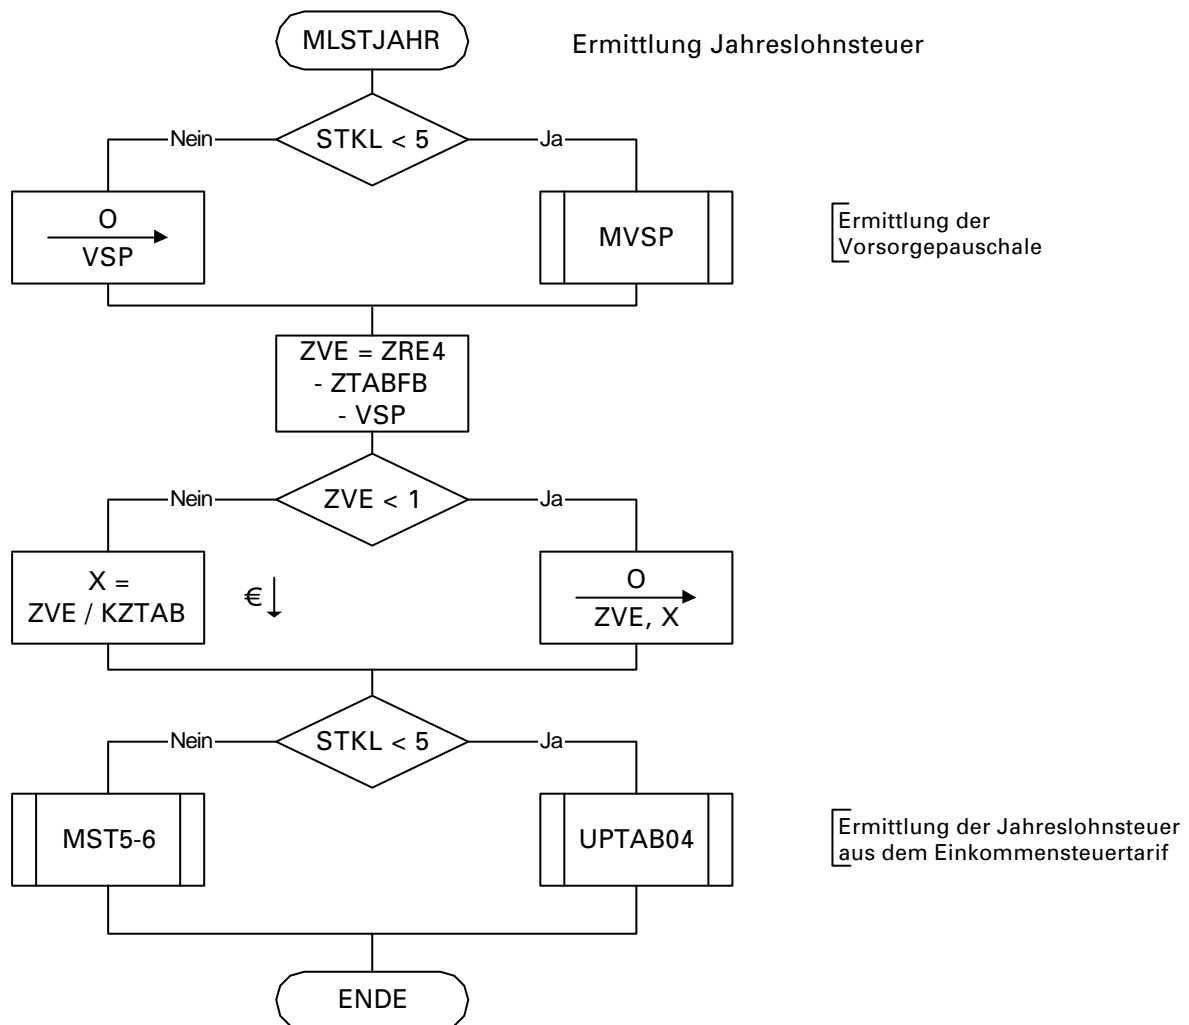 MLSTJAHR
Ermittlung Jahreslohnsteuer
STKL < 5
Nein
Ja
O
VSP
MVSP
Ermittlung der
Vorsorgepauschale
ZVE = ZRE4
- ZTABFB
- VSP
ZVE < 1
Nein
Ja
X =
ZVE / KZTAB
€↓
O
ZVE, X
STKL < 5
Nein
Ja
MST5-6
UPTAB04
Ermittlung der Jahreslohnsteuer
aus dem Einkommensteuertarif
ENDE